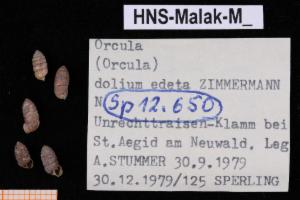 HNS-Malak-M_
Orcula
(Orcula)
dolium edeta ZIMMERMANN
N Sp 12.650
Unrechttraisen-Klamm bei
St.Aegid am Neuwald. Leg
A.STUMMER 30.9.1979
30.12.1979/125 SPERLING